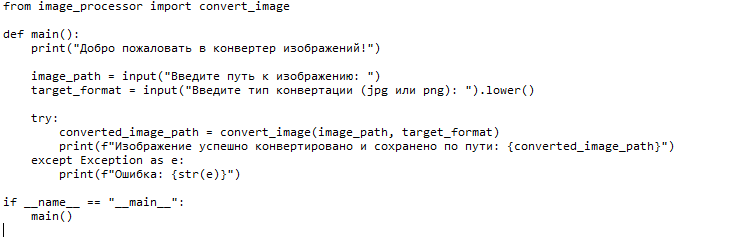 from image_processor import convert_image
def main():
    print("Добро пожаловать в конвертер изображений!")
    image_path = input("Введите путь к изображению: ")
    target_format = input("Введите тип конвертации (jpg или png): ").lower()
    try:
        converted_image_path = convert_image(image_path, target_format)
        print(f"Изображение успешно конвертировано и сохранено по пути: {converted_image_path}")
    except Exception as e:
        print(f"Ошибка: {str(e)}")
if __name__ == "__main__":
    main()